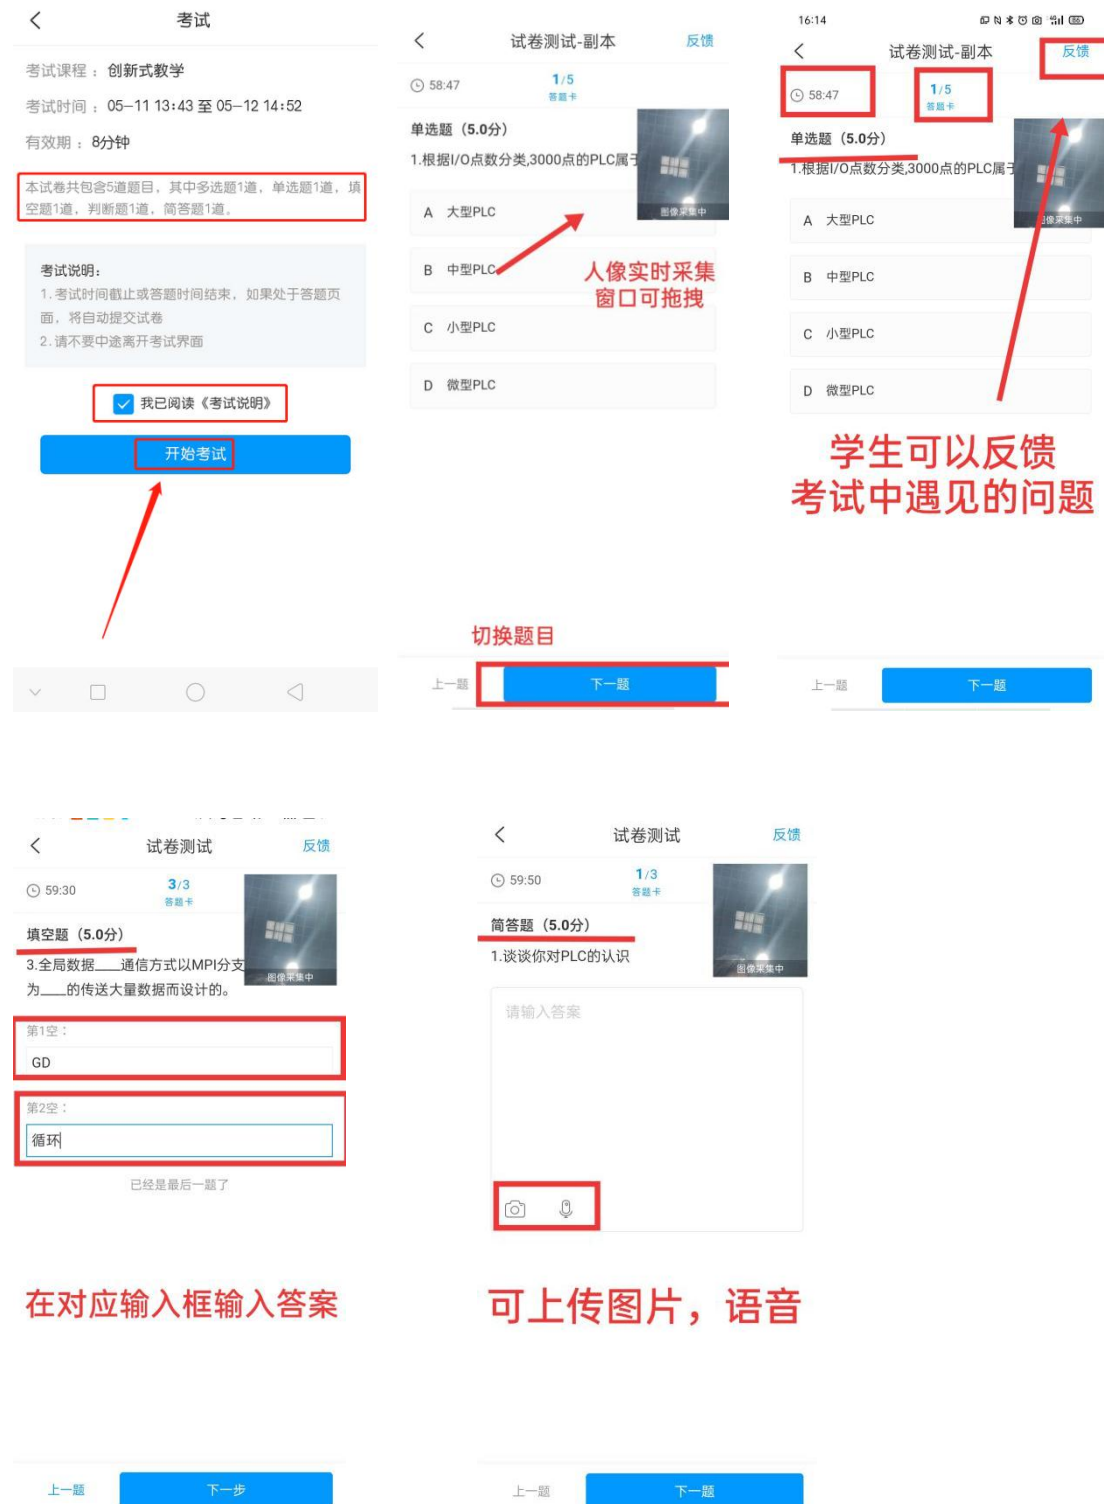 考试
考试课程： 创新式教学
考试时间： 05-11 13:43 至 05-12 14:52
有效期： 8分钟
本试卷共包含5道题目，其中多选题1道，单选题1道，填
空题1道，判断题1道，简答题1道。
考试说明：
1.考试时间截止或答题时间结束，如果处于答题页
面，将自动提交试卷
2.请不要中途离开考试界面
我已阅读《考试说明》
开始考试
试卷测试-副本
反馈
58:47
1/5
答题卡
单选题（5.0分）
1.根据I/O点数分类,3000点的PLC属于
图像采集中
A 大型PLC
B 中型PLC
C 小型PLC
D 微型PLC
人像实时采集
窗口可拖拽
切换题目
上一题
下一题
16:14
试卷测试-副本
反馈
58:47
1/5
答题卡
单选题（5.0分）
1.根据I/O点数分类,3000点的PLC属于
图像采集中
A 大型PLC
B 中型PLC
C 小型PLC
D 微型PLC
学生可以反馈
考试中遇见的问题
上一题
下一题
试卷测试
反馈
59:30
3/3
答题卡
填空题（5.0分）
3.全局数据____通信方式以MPI分支
为____的传送大量数据而设计的。
图像采集中
第1空：
GD
第2空：
循环
已经是最后一题了
在对应输入框输入答案
上一题
下一步
试卷测试
反馈
59:50
1/3
答题卡
简答题（5.0分）
1.谈谈你对PLC的认识
图像采集中
请输入答案
可上传图片，语音
上一题
下一题